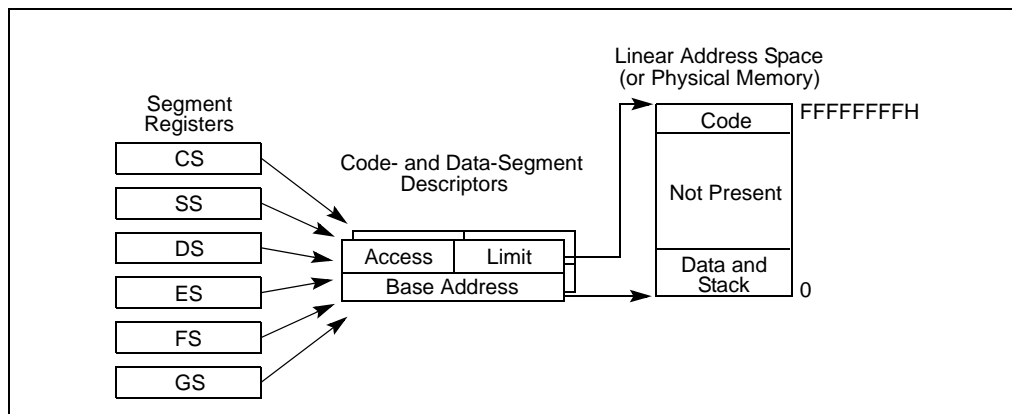 Linear Address Space
(or Physical Memory)
Segment
Registers
FFFFFFFFH
Code
CS
Code- and Data-Segment
Descriptors
Not Present
SS
DS
Access
Limit
Data and
Stack
ES
Base Address
0
FS
GS